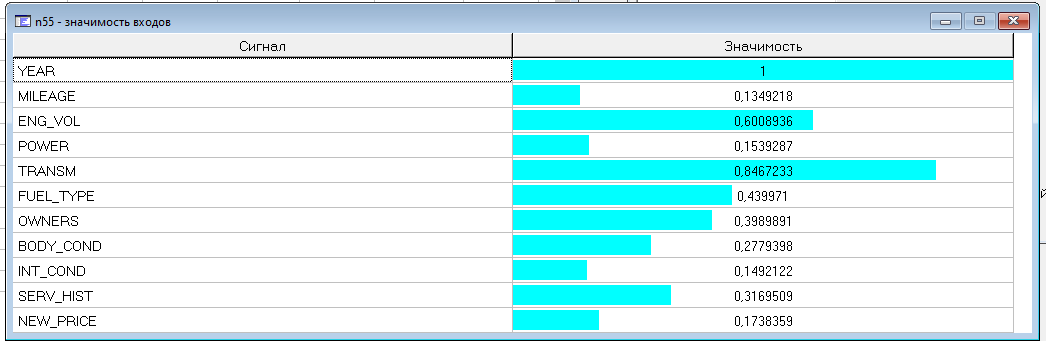 n55 - значимость входов
Сигнал Значимость
YEAR 1
MILEAGE 0,1349218
ENG_VOL 0,6008936
POWER 0,1539287
TRANSM 0,8467233
FUEL_TYPE 0,439971
OWNERS 0,3989891
BODY_COND 0,2779398
INT_COND 0,1492122
SERV_HIST 0,3169509
NEW_PRICE 0,1738359